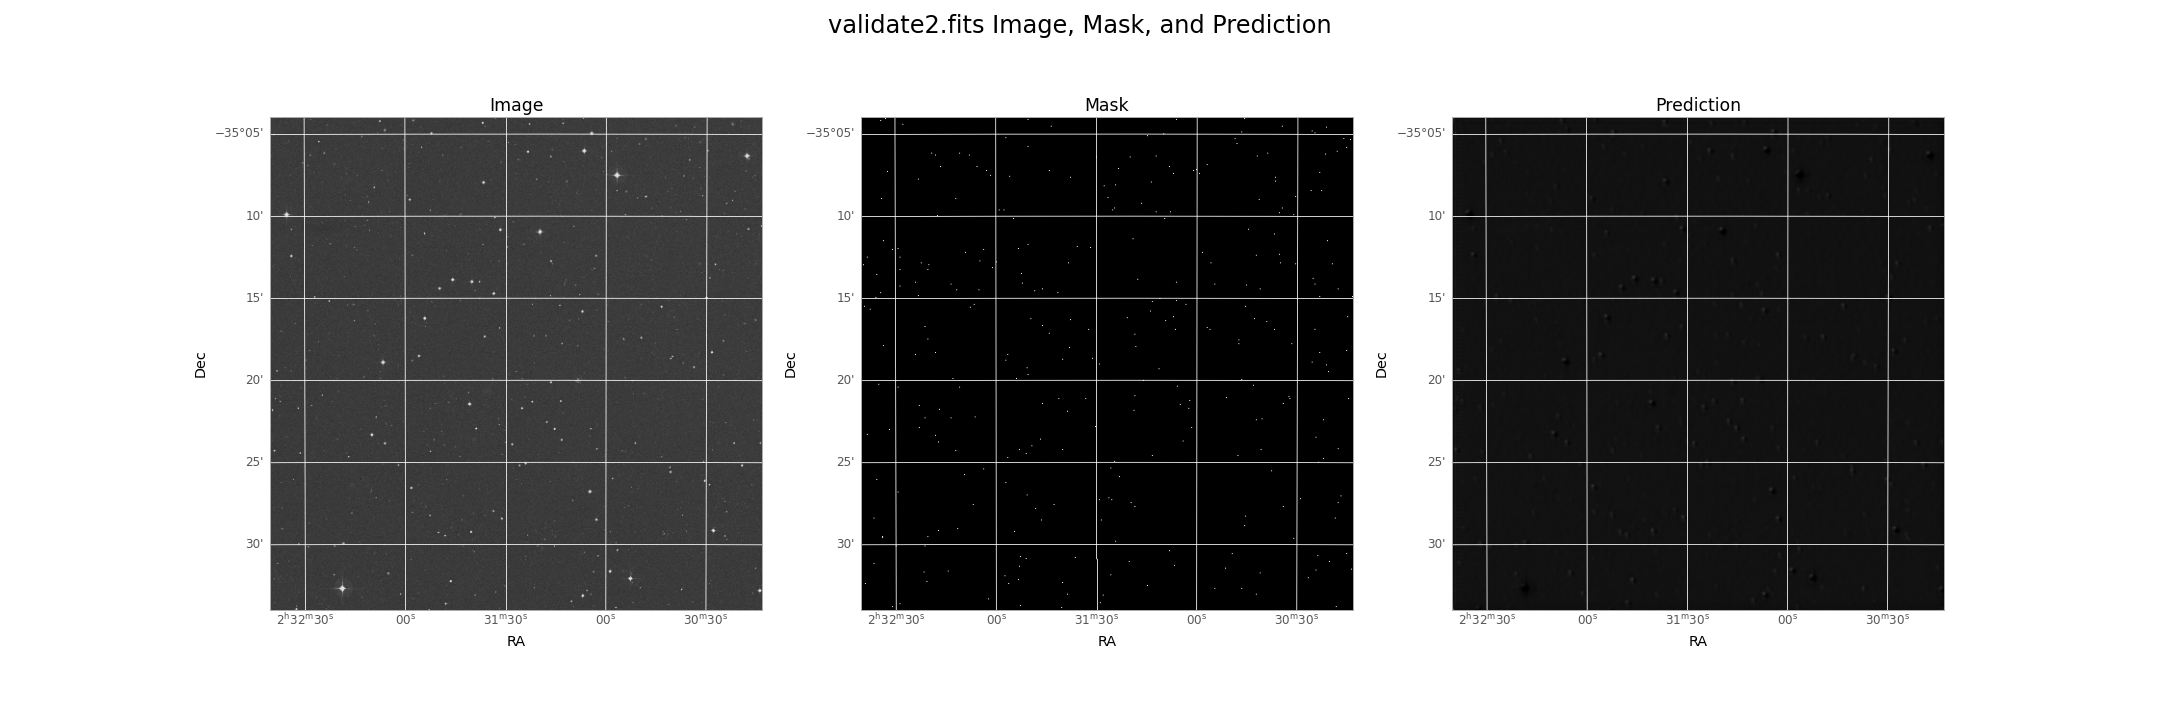 validate2.fits Image, Mask, and Prediction
Image
−35°05'
10'
15'
20'
25'
30'
Dec
2ʰ32ᵐ30ˢ 00ˢ 31ᵐ30ˢ 00ˢ 30ᵐ30ˢ
RA
Mask
−35°05'
10'
15'
20'
25'
30'
Dec
2ʰ32ᵐ30ˢ 00ˢ 31ᵐ30ˢ 00ˢ 30ᵐ30ˢ
RA
Prediction
−35°05'
10'
15'
20'
25'
30'
Dec
2ʰ32ᵐ30ˢ 00ˢ 31ᵐ30ˢ 00ˢ 30ᵐ30ˢ
RA